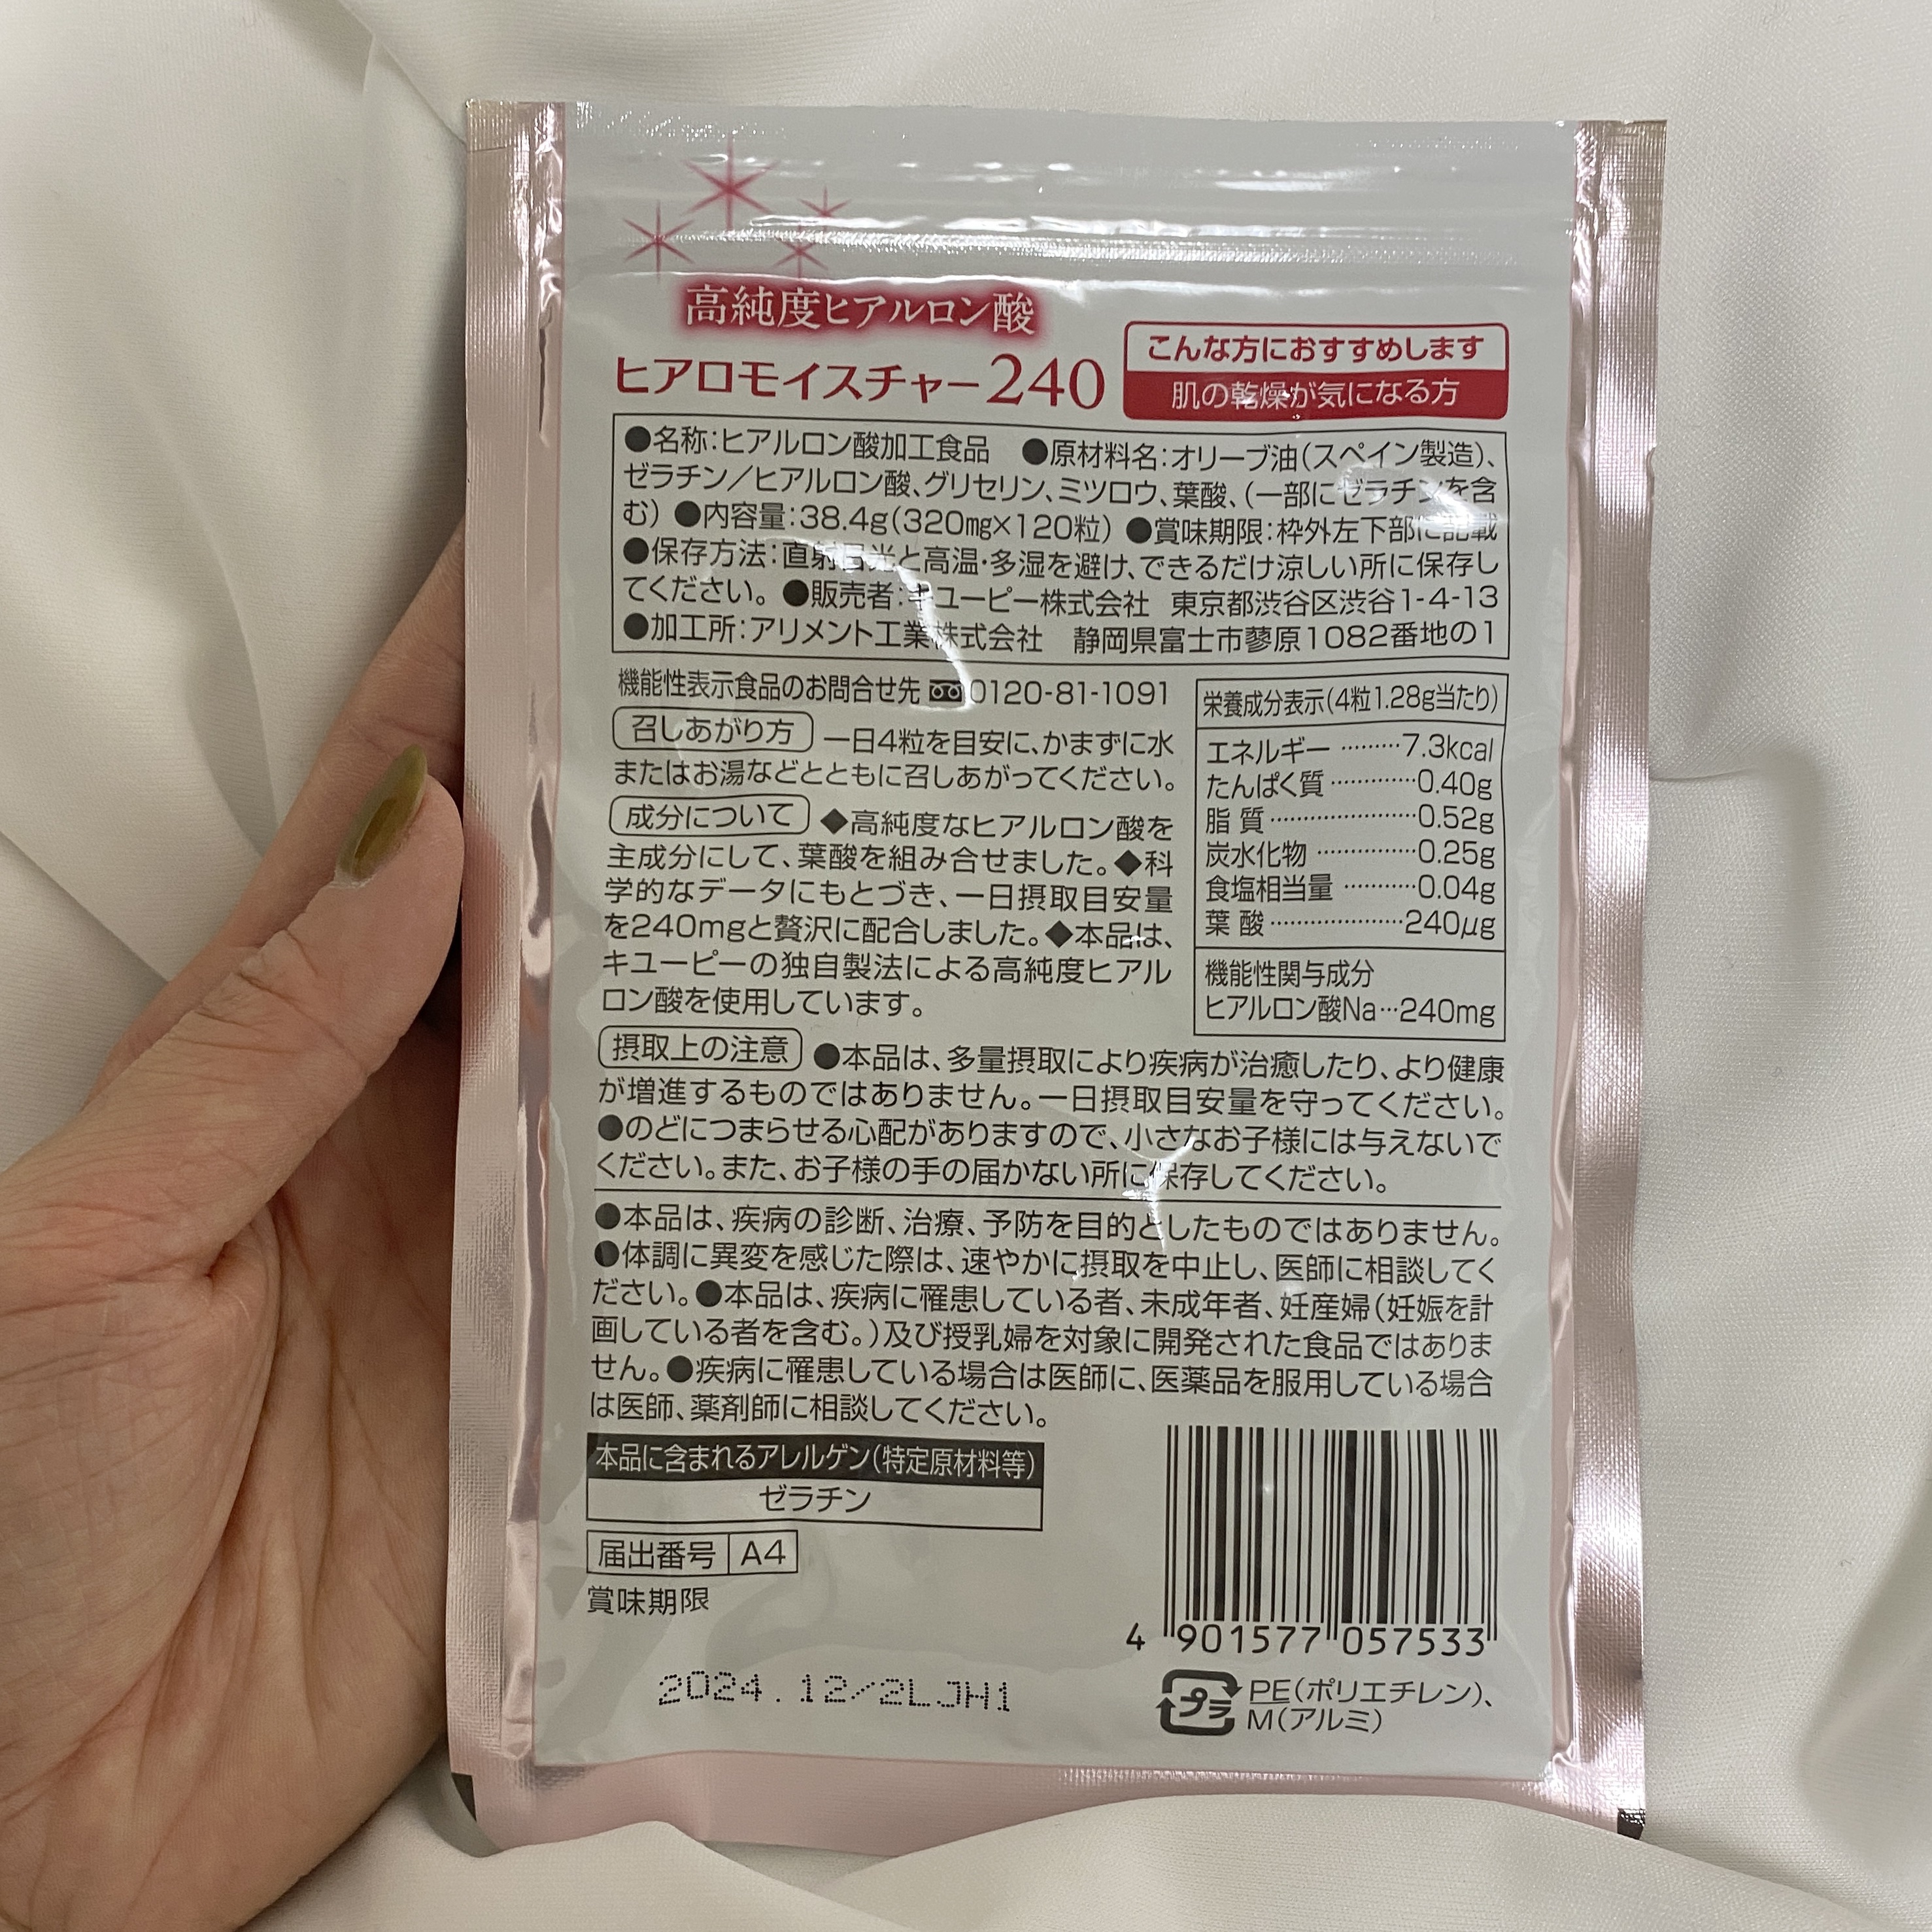 高純度ヒアルロン酸
ヒアロモイスチャー240
こんな方におすすめします
肌の乾燥が気になる方
●名称：ヒアルロン酸加工食品　●原材料名：オリーブ油（スペイン製造）、
ゼラチン／ヒアルロン酸、グリセリン、ミツロウ、葉酸、（一部にゼラチンを含
む）●内容量：38.4g（320㎎×120粒）●賞味期限：枠外左下部に記載
●保存方法：直射日光と高温・多湿を避け、できるだけ涼しい所に保存し
てください。●販売者：キユーピー株式会社 東京都渋谷区渋谷1-4-13
●加工所：アリメント工業株式会社　静岡県富士市蓼原1082番地の1
機能性表示食品のお問合せ先 0120-81-1091
召しあがり方 一日4粒を目安に、かまずに水
またはお湯などとともに召しあがってください。
成分について ◆高純度なヒアルロン酸を
主成分にして、葉酸を組み合せました。◆科
学的なデータにもとづき、一日摂取目安量
を240mgと贅沢に配合しました。◆本品は、
キユーピーの独自製法による高純度ヒアル
ロン酸を使用しています。
栄養成分表示（4粒1.28g当たり）
エネルギー ………7.3kcal
たんぱく質 …………0.40g
脂 質 …………………0.52g
炭水化物 ……………0.25g
食塩相当量 …………0.04g
葉 酸 …………………240μg
機能性関与成分
ヒアルロン酸Na…240mg
摂取上の注意 ●本品は、多量摂取により疾病が治癒したり、より健康
が増進するものではありません。一日摂取目安量を守ってください。
●のどにつまらせる心配がありますので、小さなお子様には与えないで
ください。また、お子様の手の届かない所に保存してください。
●本品は、疾病の診断、治療、予防を目的としたものではありません。
●体調に異変を感じた際は、速やかに摂取を中止し、医師に相談してく
ださい。●本品は、疾病に罹患している者、未成年者、妊産婦（妊娠を計
画している者を含む。）及び授乳婦を対象に開発された食品ではありま
せん。●疾病に罹患している場合は医師に、医薬品を服用している場合
は医師、薬剤師に相談してください。
本品に含まれるアレルゲン（特定原材料等）
ゼラチン
届出番号 A4
賞味期限
2024.12/2LJH1
4 901577 057533
プラ PE（ポリエチレン）、
M（アルミ）